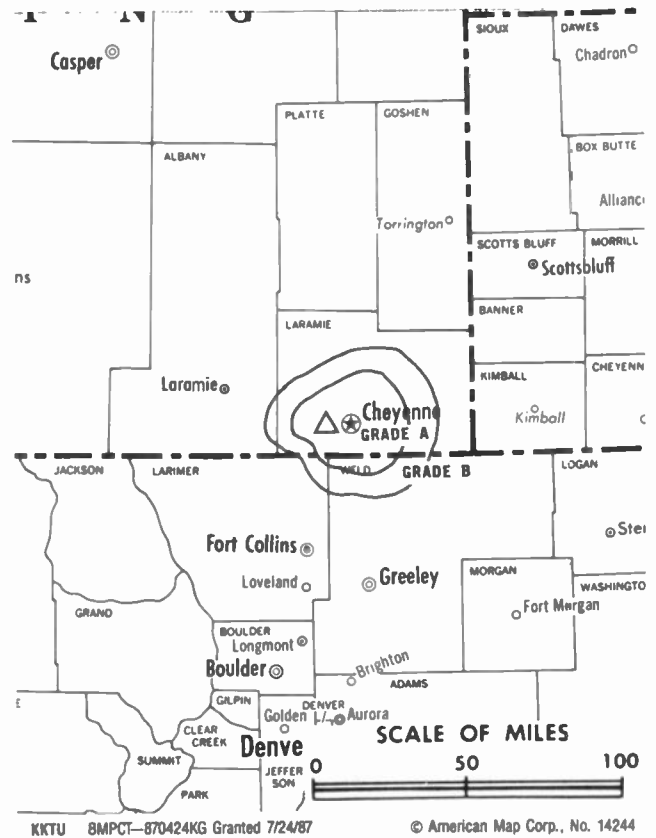 I N G
Casper
SIOUX
DAWES
Chadron
PLATTE
GOSHEN
BOX BUTTE
ALBANY
Torrington
SCOTTS BLUFF
MORRILL
Scottsbluff
ns
BANNER
LARAMIE
KIMBALL
CHEYENN
Laramie
Cheyenne
GRADE A
Kimball
JACKSON
LARIMER
WELD
GRADE B
LOGAN
Fort Collins
Ste
Loveland
Greeley
MORGAN
WASHINGTO
GRAND
Fort Morgan
BOULDER
Longmont
Boulder
Brighton
ADAMS
GILPIN
E
DENVER
Golden
Aurora
CLEAR
CREEK
SCALE OF MILES
Denve
SUMMIT
0 50 100
JEFFER
SON
PARK
KKTU BMPCT—870424KG Granted 7/24/87 © American Map Corp., No. 14244